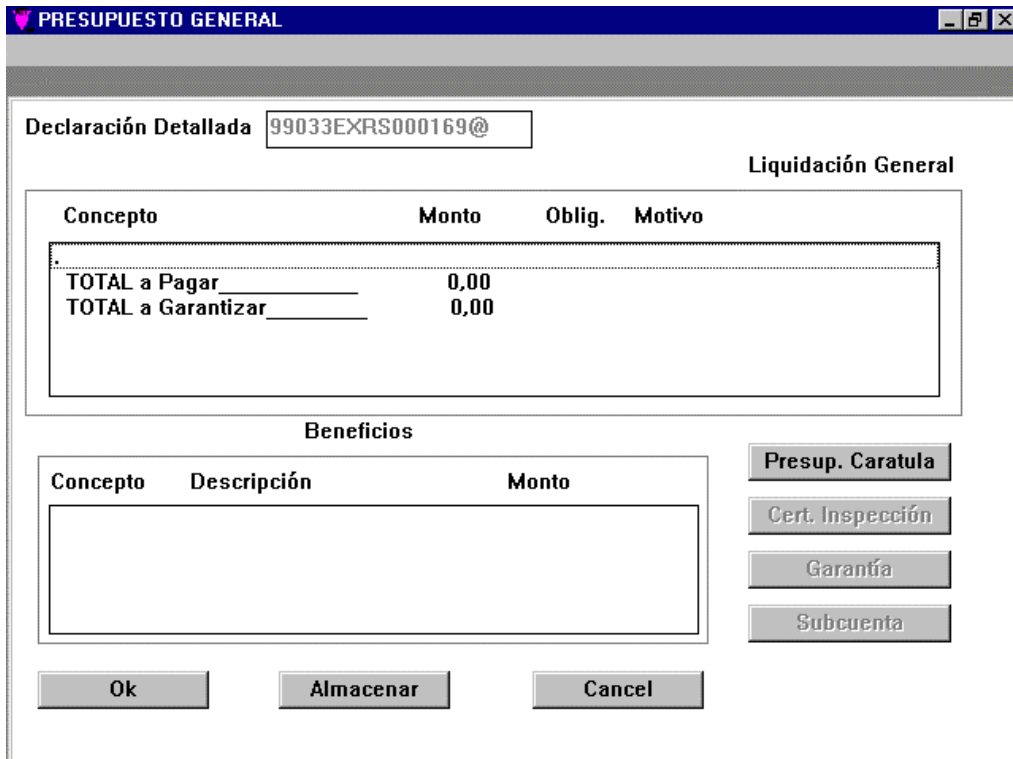 PRESUPUESTO GENERAL
Declaración Detallada 99033EXRS000169@
Liquidación General
Concepto Monto Oblig. Motivo
.
TOTAL a Pagar____________ 0,00
TOTAL a Garantizar_________ 0,00
Beneficios
Concepto Descripción Monto
Presup. Caratula
Cert. Inspección
Garantía
Subcuenta
Ok Almacenar Cancel